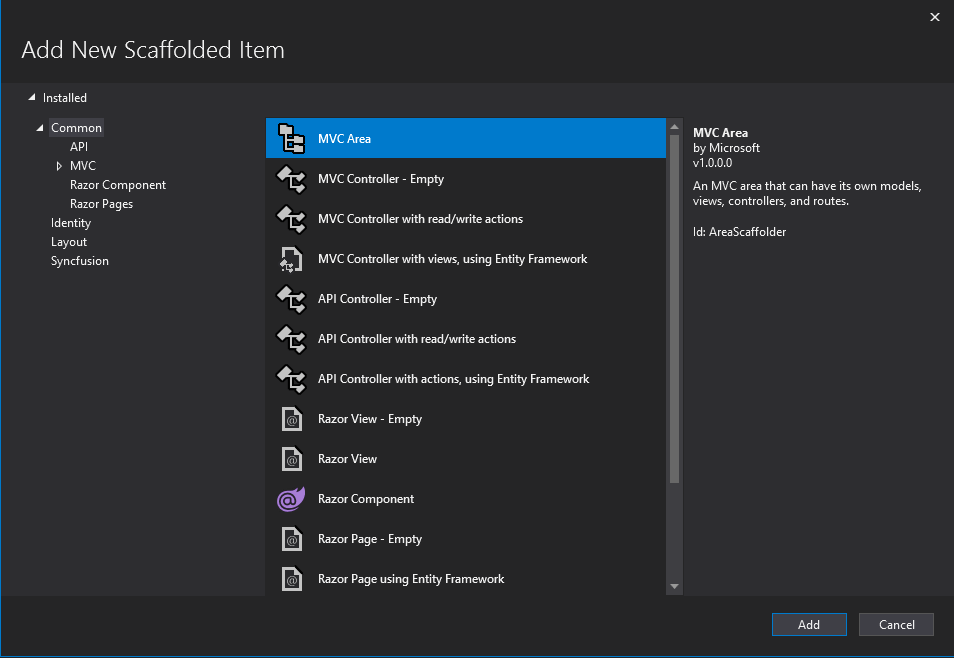 Add New Scaffolded Item
Installed
Common
API
MVC
Razor Component
Razor Pages
Identity
Layout
Syncfusion
MVC Area
MVC Controller - Empty
MVC Controller with read/write actions
MVC Controller with views, using Entity Framework
API Controller - Empty
API Controller with read/write actions
API Controller with actions, using Entity Framework
Razor View - Empty
Razor View
Razor Component
Razor Page - Empty
Razor Page using Entity Framework
MVC Area
by Microsoft
v1.0.0.0
An MVC area that can have its own models,
views, controllers, and routes.
Id: AreaScaffolder
Add
Cancel